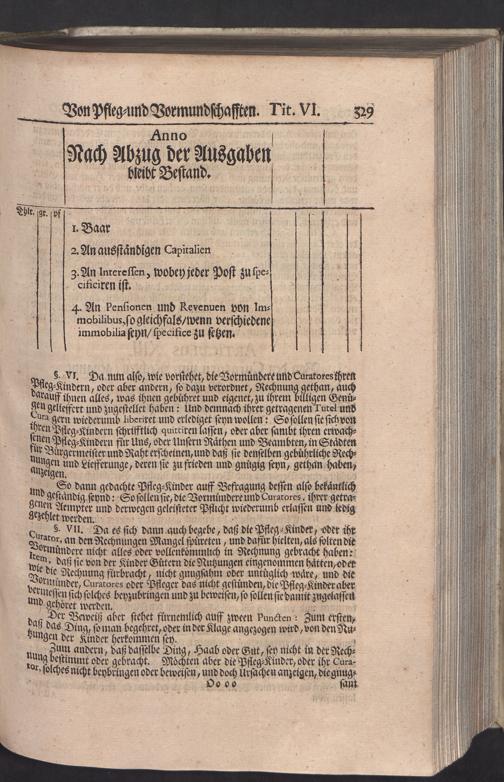 Von Pfleg-und Vormundschafften. Tit. VI. 529
Anno
Nach Abzug der Ausgaben
bleibt Bestand.
Thlr. gr. pf
1. Baar
2. An ausständigen Capitalien
3. An Interessen, wobey jeder Post zu spe-
cificiren ist.
4. An Pensionen und Revenuen von Im-
mobilibus, so gleichfals/wenn verschiedene
immobilia seyn/specifice zu setzen.
§. VI. Da nun also, wie vorstehet, die Vormündere und Curatores ihren
Pfleg-Kindern, oder aber andern, so dazu verordnet, Rechnung gethan, auch
darauff ihnen alles, was ihnen gebühret und eigenet, zu ihrem billigen Genü-
gen geliefert und zugestellet haben: Und demnach ihrer getragenen Tutel und
Cura gern wiederumb liberiret und erlediget seyn wollen: So sollen sie sich von
ihren Pfleg-Kindern schrifftlich quittiren lassen, oder aber sambt ihren erwach-
senen Pfleg-Kindern für Uns, oder Unsern Räthen und Beambten, in Städten
für Bürgermeister und Raht erscheinen, und daß sie denselben gebührliche Rech-
nungen und Liefferunge, deren sie zu frieden und gnügig seyn, gethan haben,
anzeigen.
So dann gedachte Pfleg-Kinder auff Befragung dessen also bekäntlich
und geständig seynd: So sollen sie, die Vormündere und Curatores, ihrer getra-
genen Aempter und derwegen geleisteter Pflicht wiederumb erlassen und ledig
gezehlet werden.
§. VII. Da es sich dann auch begebe, daß die Pfleg-Kinder, oder ihr
Curator, an den Rechnungen Mangel spüreten, und dafür hielten, als solten die
Vormündere nicht alles oder vollenkömmlich in Rechnung gebracht haben:
Item, daß sie von der Kinder Gütern die Nutzungen eingenommen hätten, oder
wie die Rechnung fürbracht, nicht gnugsahm oder untüglich wäre, und die
Vormünder, Curatores oder Pfleger das nicht gestünden, die Pfleg-Kinder aber
vermessen sich solches beyzubringen und zu beweisen, so sollen sie damit zugelassen
und gehöret werden.
Der Beweiß aber stehet fürnemlich auff zween Puncten: Zum ersten,
daß das Ding, so man begehret, oder in der Klage angezogen wird, von den Nu-
tzungen der Kinder herkommen sey.
Zum andern, daß dasselbe Ding, Haab oder Gut, sey nicht in der Rech-
nung bestimmt oder gebracht. Möchten aber die Pfleg-Kinder, oder ihr Cura-
tor, solches nicht beybringen oder beweisen, und doch Ursachen anzeigen, die gnug-
Oo oo sam